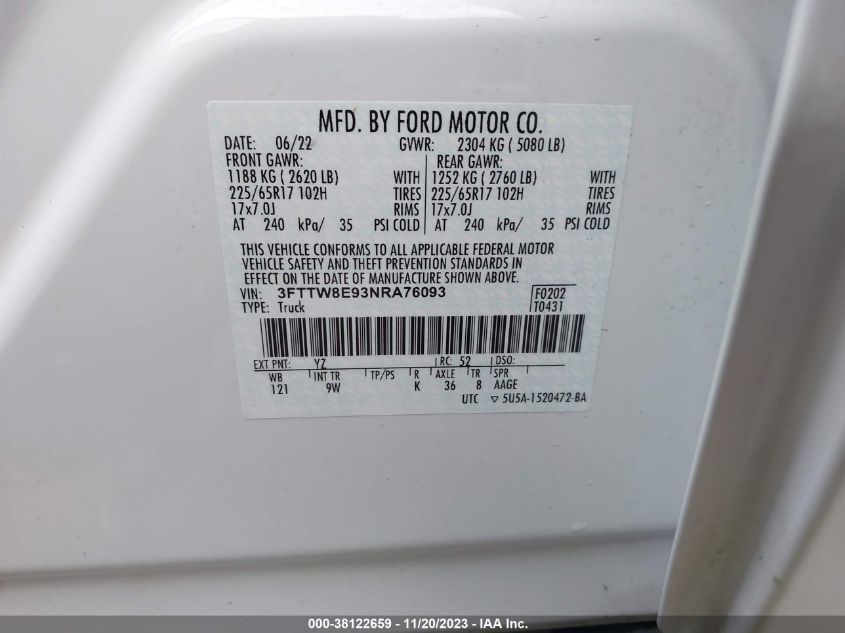 MFD. BY FORD MOTOR CO.
DATE: 06/22 GVWR: 2304 KG ( 5080 LB)
FRONT GAWR: REAR GAWR:
1188 KG ( 2620 LB) WITH 1252 KG ( 2760 LB) WITH
225/65R17 102H TIRES 225/65R17 102H TIRES
17x7.0J RIMS 17x7.0J RIMS
AT 240 kPa/ 35 PSI COLD AT 240 kPa/ 35 PSI COLD
THIS VEHICLE CONFORMS TO ALL APPLICABLE FEDERAL MOTOR
VEHICLE SAFETY AND THEFT PREVENTION STANDARDS IN
EFFECT ON THE DATE OF MANUFACTURE SHOWN ABOVE.
VIN: 3FTTW8E93NRA76093 F0202
TYPE: Truck T0431
EXT PNT: YZ RC: 52 DSO:
WB INT TR TP/PS R AXLE TR SPR
121 9W K 36 8 AAGE
UTC ▽ 5U5A-1520472-BA
000-38122659 - 11/20/2023 - IAA Inc.